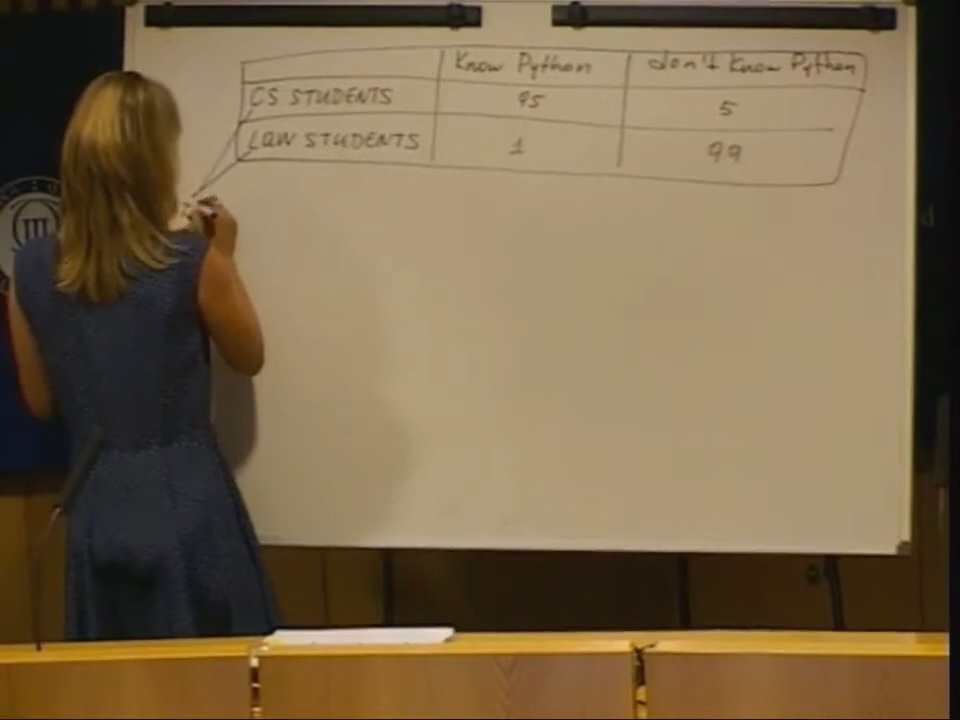 Know Python don't know Python
CS STUDENTS 95 5
LAW STUDENTS 1 99